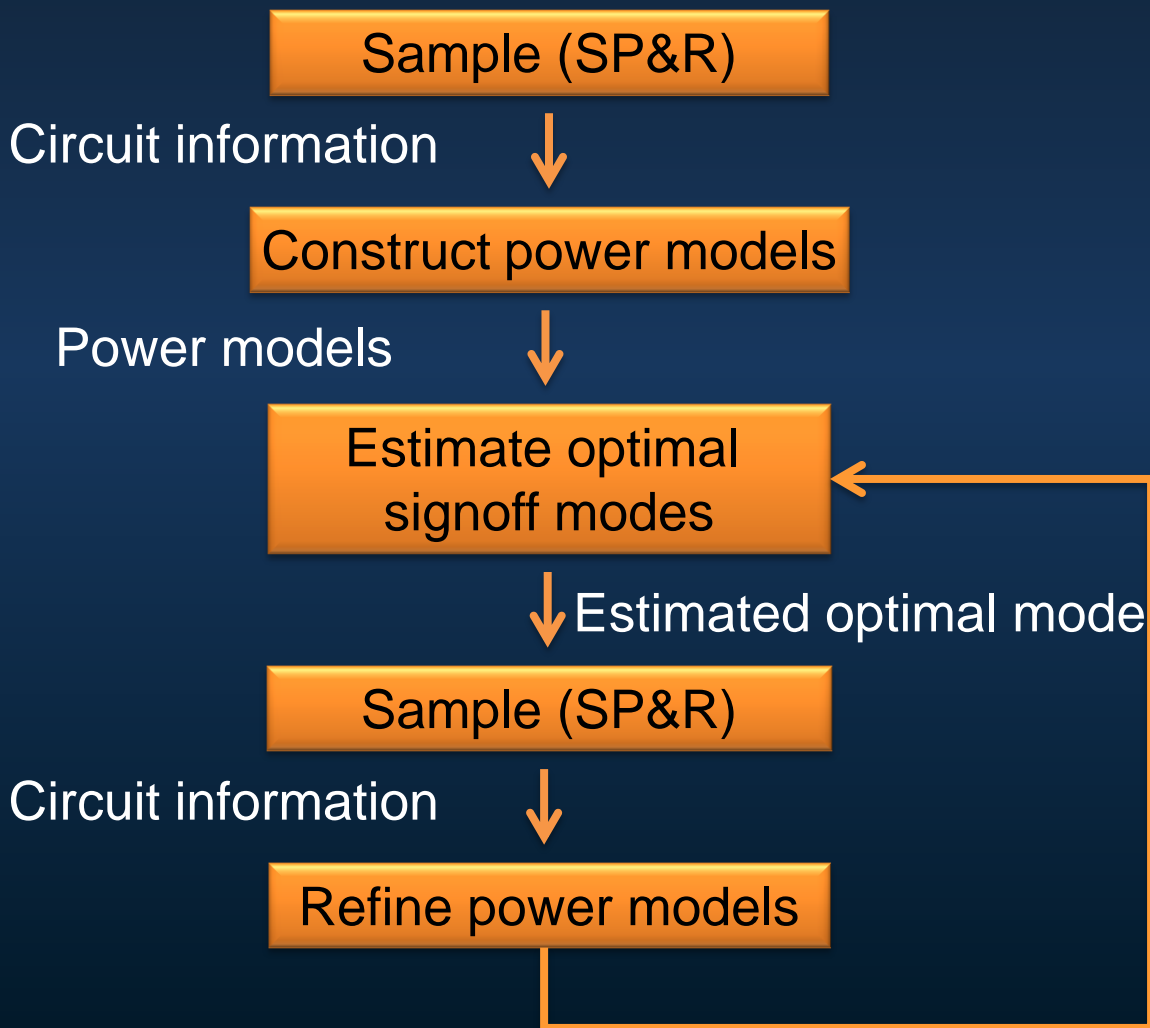 Sample (SP&R)
Circuit information
Construct power models
Power models
Estimate optimal
signoff modes
Estimated optimal mode
Sample (SP&R)
Circuit information
Refine power models